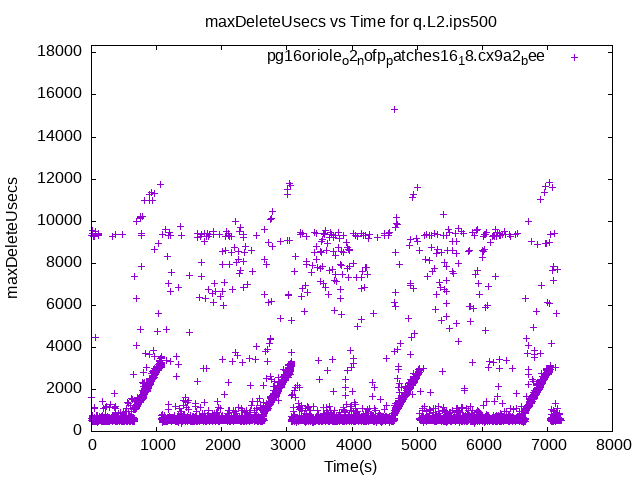 maxDeleteUsecs vs Time for q.L2.ips500
pg16oriole_o2_nofp_patches16_18.cx9a2_bee
18000
16000
14000
12000
10000
8000
6000
4000
2000
0
maxDeleteUsecs
0 1000 2000 3000 4000 5000 6000 7000 8000
Time(s)